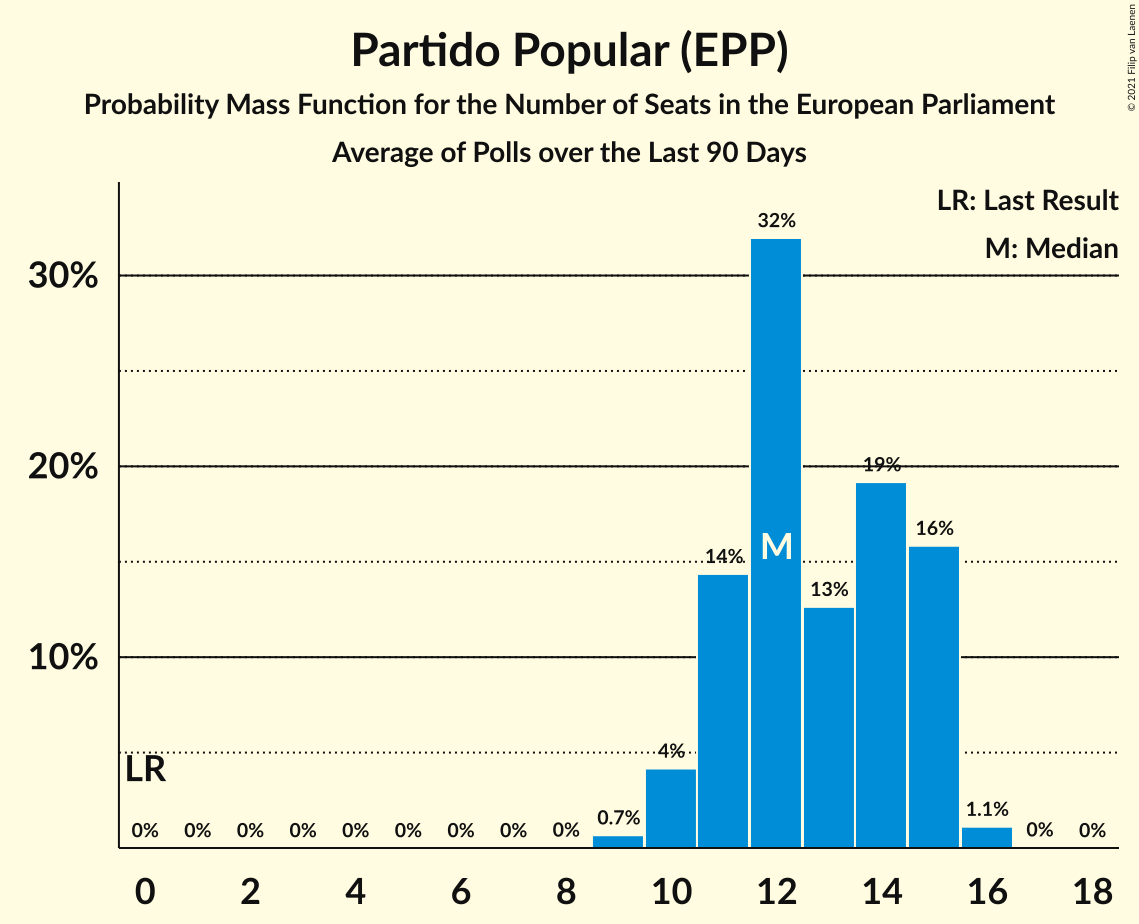 Partido Popular (EPP)
Probability Mass Function for the Number of Seats in the European Parliament
Average of Polls over the Last 90 Days
© 2021 Filip van Laenen
LR: Last Result
M: Median
32%
30%
20%
19%
16%
14%
M
13%
10%
4%
LR
0% 0% 0% 0% 0% 0% 0% 0% 0% 0.7% 1.1% 0% 0%
0 2 4 6 8 10 12 14 16 18